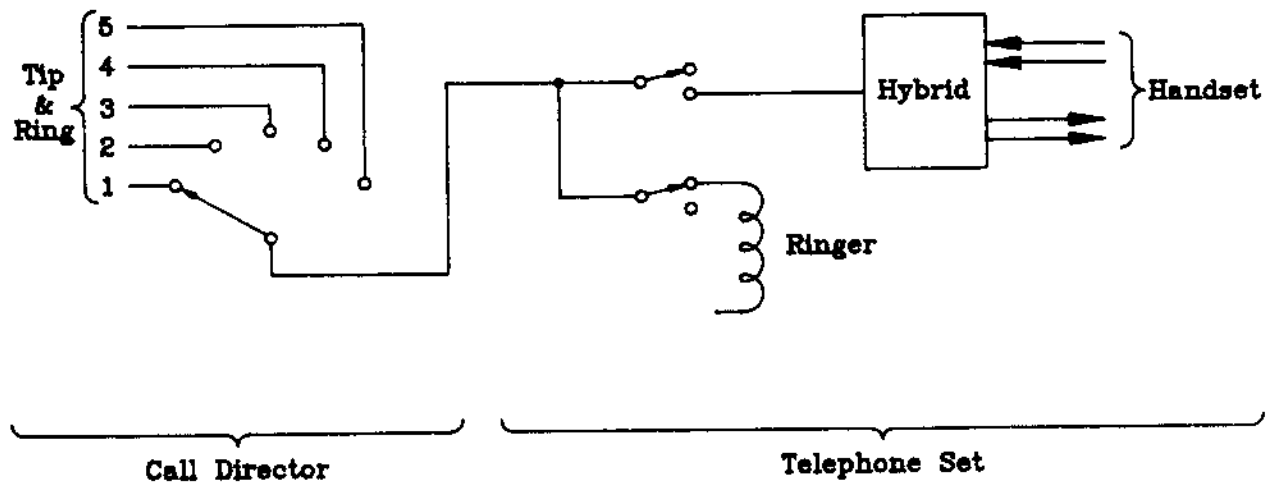 Tip
&
Ring
5
4
3
2
1
Hybrid
Handset
Ringer
Call Director
Telephone Set